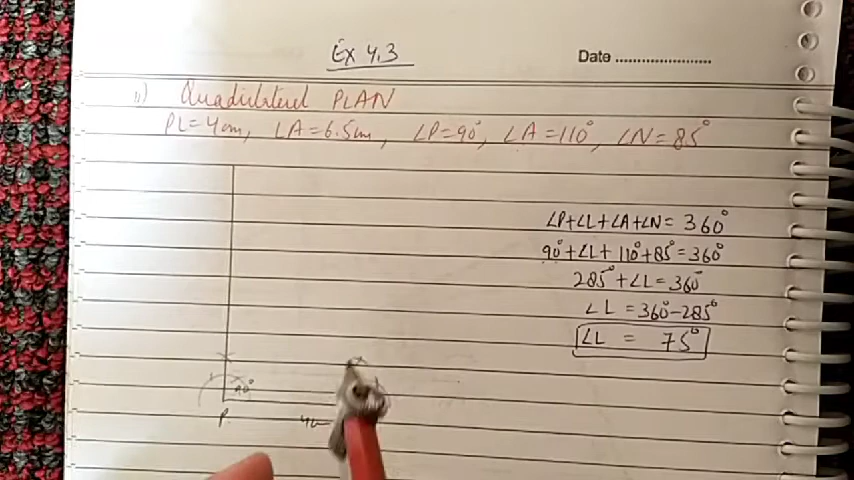 Ex 4.3
Date ......................
ii) Quadrilateral PLAN
PL=4cm, LA=6.5cm, ∠P=90°, ∠A=110°, ∠N=85°
∠P+∠L+∠A+∠N=360°
90°+∠L+110°+85°=360°
285°+∠L=360°
∠L=360°-285°
∠L = 75°
90°
P